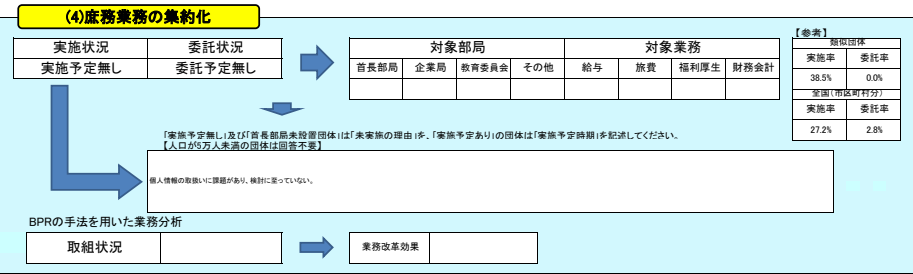 (4)庶務業務の集約化
実施状況 委託状況
実施予定無し 委託予定無し
対象部局 対象業務
首長部局 企業局 教育委員会 その他 給与 旅費 福利厚生 財務会計
【参考】
類似団体
実施率 委託率
38.5% 0.0%
全国(市区町村分)
実施率 委託率
27.2% 2.8%
「実施予定無し」及び「首長部局未設置団体」は「未実施の理由」を、「実施予定あり」の団体は「実施予定時期」を記述してください。
【人口が5万人未満の団体は回答不要】
個人情報の取扱いに課題があり、検討に至っていない。
BPRの手法を用いた業務分析
取組状況
業務改革効果